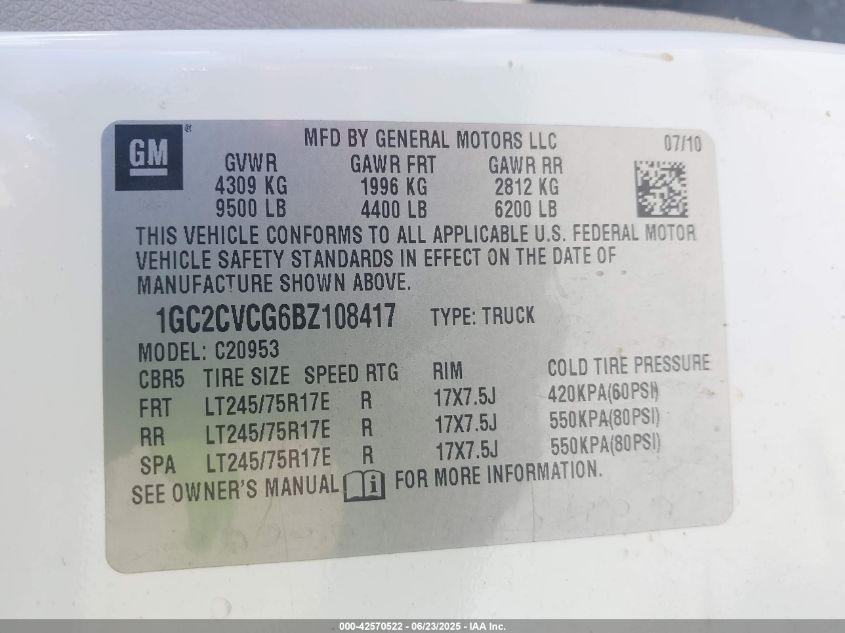 GM ®
MFD BY GENERAL MOTORS LLC 07/10
GVWR GAWR FRT GAWR RR
4309 KG 1996 KG 2812 KG
9500 LB 4400 LB 6200 LB
THIS VEHICLE CONFORMS TO ALL APPLICABLE U.S. FEDERAL MOTOR
VEHICLE SAFETY STANDARDS IN EFFECT ON THE DATE OF
MANUFACTURE SHOWN ABOVE.
1GC2CVCG6BZ108417 TYPE: TRUCK
MODEL: C20953
CBR5 TIRE SIZE SPEED RTG RIM COLD TIRE PRESSURE
FRT LT245/75R17E R 17X7.5J 420KPA(60PSI)
RR LT245/75R17E R 17X7.5J 550KPA(80PSI)
SPA LT245/75R17E R 17X7.5J 550KPA(80PSI)
SEE OWNER'S MANUAL i FOR MORE INFORMATION.
000-42570522 - 06/23/2025 - IAA Inc.